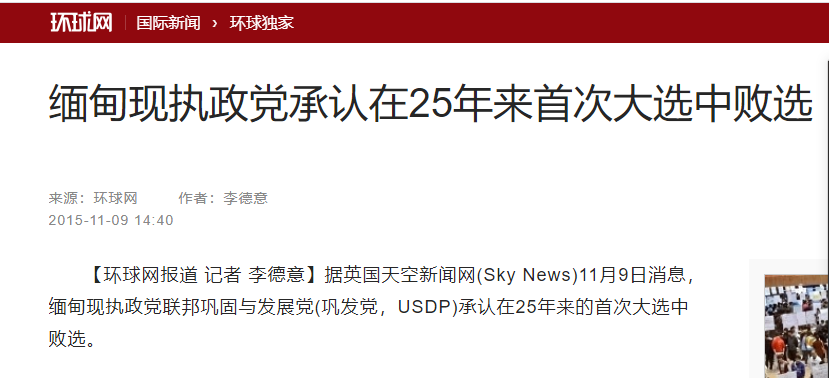 环球网 国际新闻 › 环球独家
缅甸现执政党承认在25年来首次大选中败选
来源：环球网 作者：李德意
2015-11-09 14:40
【环球网报道 记者 李德意】据英国天空新闻网(Sky News)11月9日消息，
缅甸现执政党联邦巩固与发展党(巩发党，USDP)承认在25年来的首次大选中
败选。